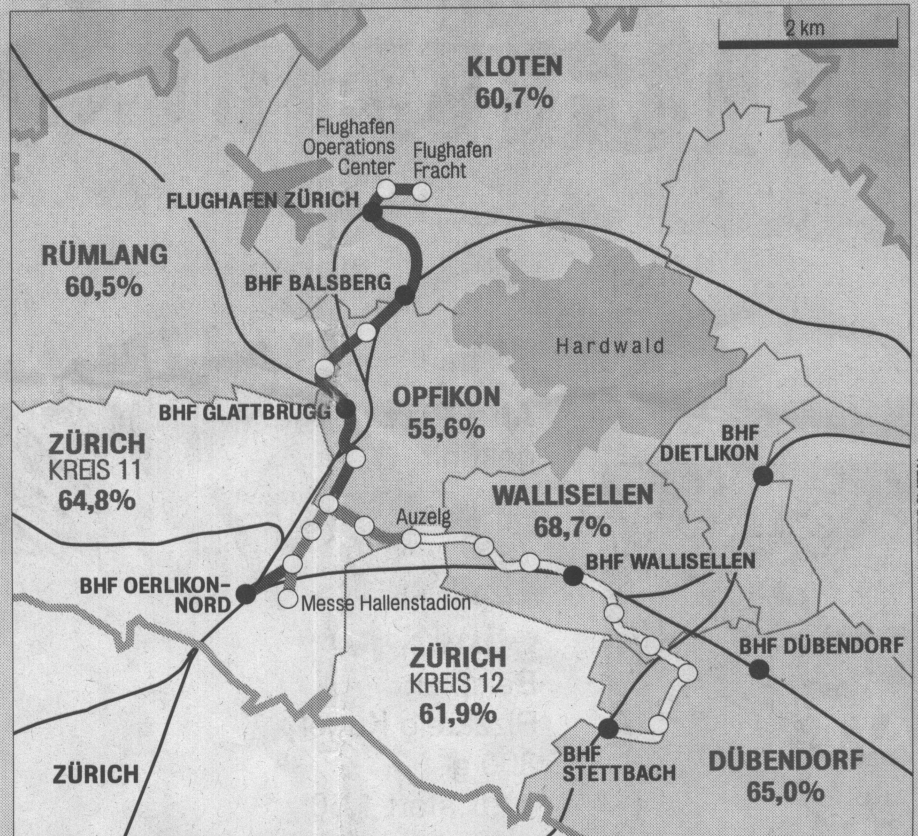 2 km
KLOTEN
60,7%
Flughafen
Operations
Center
Flughafen
Fracht
FLUGHAFEN ZÜRICH
RÜMLANG
60,5%
BHF BALSBERG
Hardwald
OPFIKON
55,6%
BHF GLATTBRUGG
ZÜRICH
KREIS 11
64,8%
BHF
DIETLIKON
WALLISELLEN
68,7%
Auzelg
BHF WALLISELLEN
BHF OERLIKON–
NORD
Messe Hallenstadion
BHF DÜBENDORF
ZÜRICH
KREIS 12
61,9%
ZÜRICH
BHF
STETTBACH
DÜBENDORF
65,0%